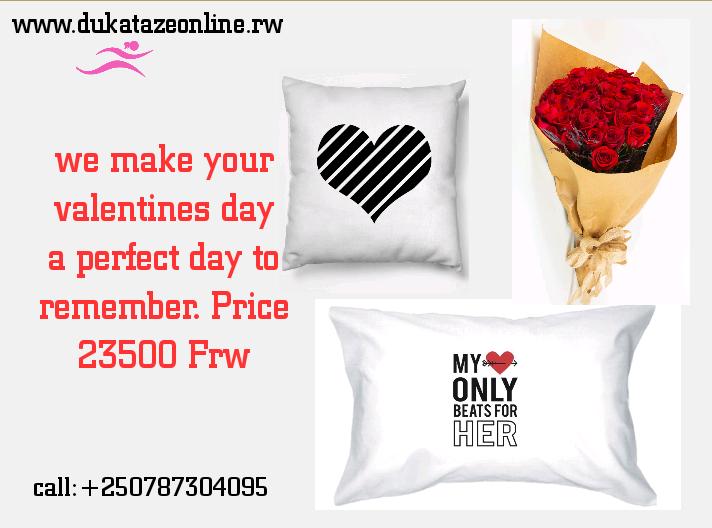 www.dukatazeonline.rw
we make your
valentines day
a perfect day to
remember. Price
23500 Frw
MY
ONLY
BEATS FOR
HER
call: +250787304095